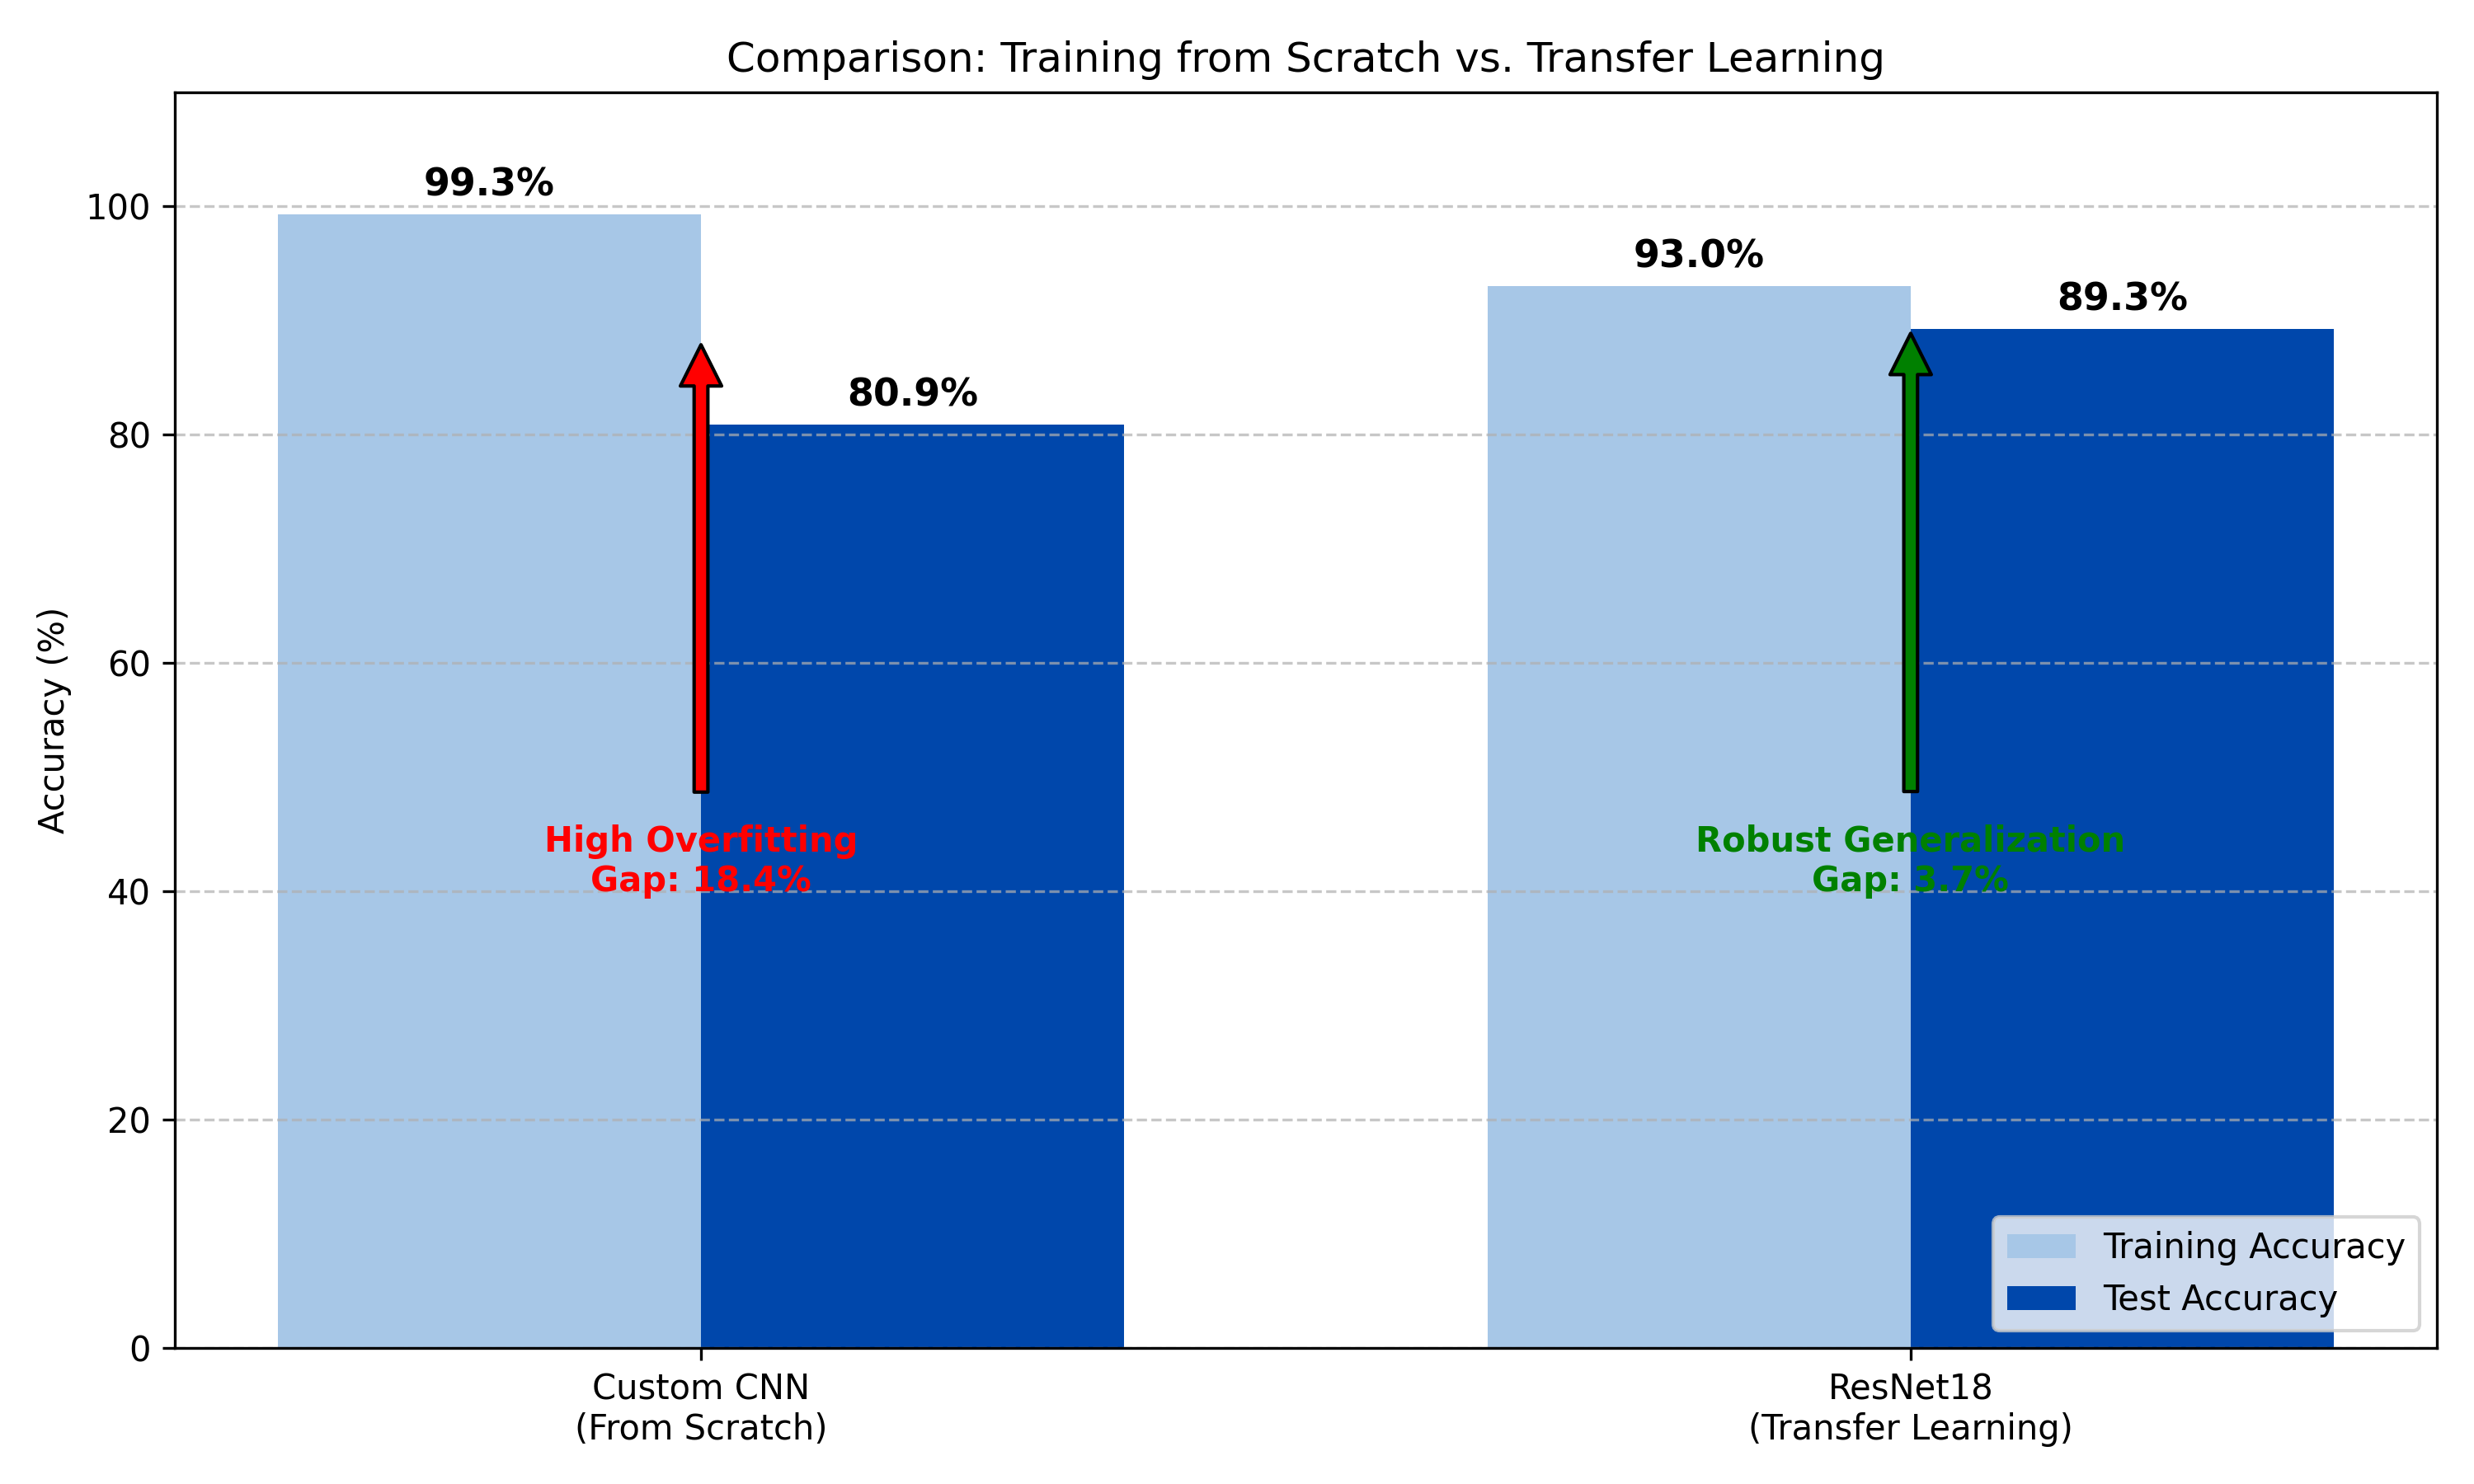 Comparison: Training from Scratch vs. Transfer Learning
Accuracy (%)
100
80
60
40
20
0
99.3%
80.9%
93.0%
89.3%
High Overfitting
Gap: 18.4%
Robust Generalization
Gap: 3.7%
Training Accuracy
Test Accuracy
Custom CNN
(From Scratch)
ResNet18
(Transfer Learning)